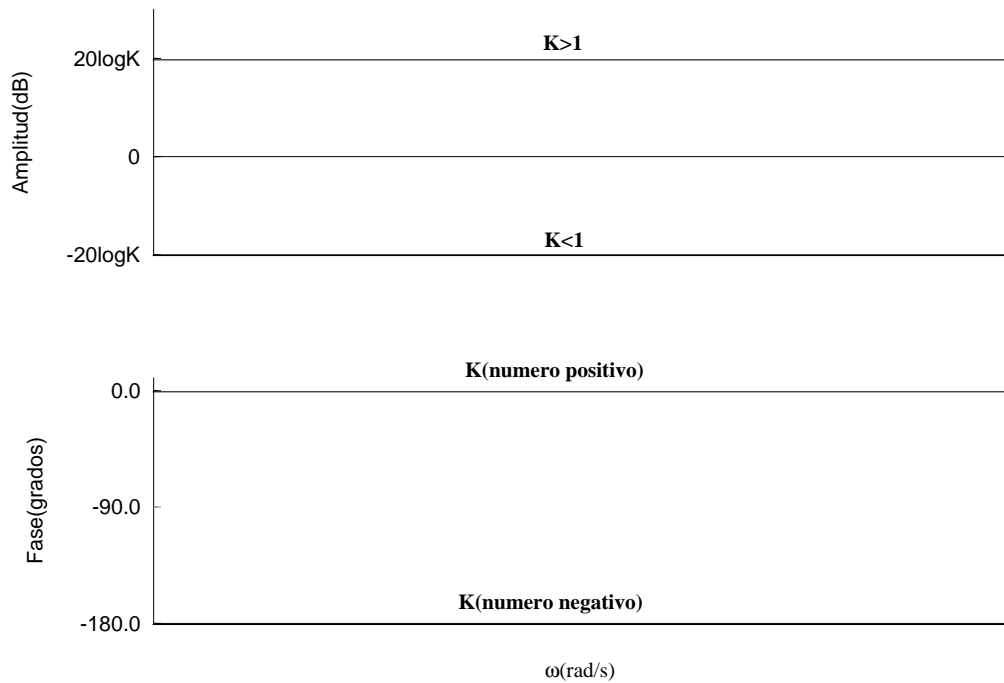 K>1
20logK
Amplitud(dB)
0
K<1
-20logK
K(numero positivo)
0.0
Fase(grados)
-90.0
K(numero negativo)
-180.0
ω(rad/s)